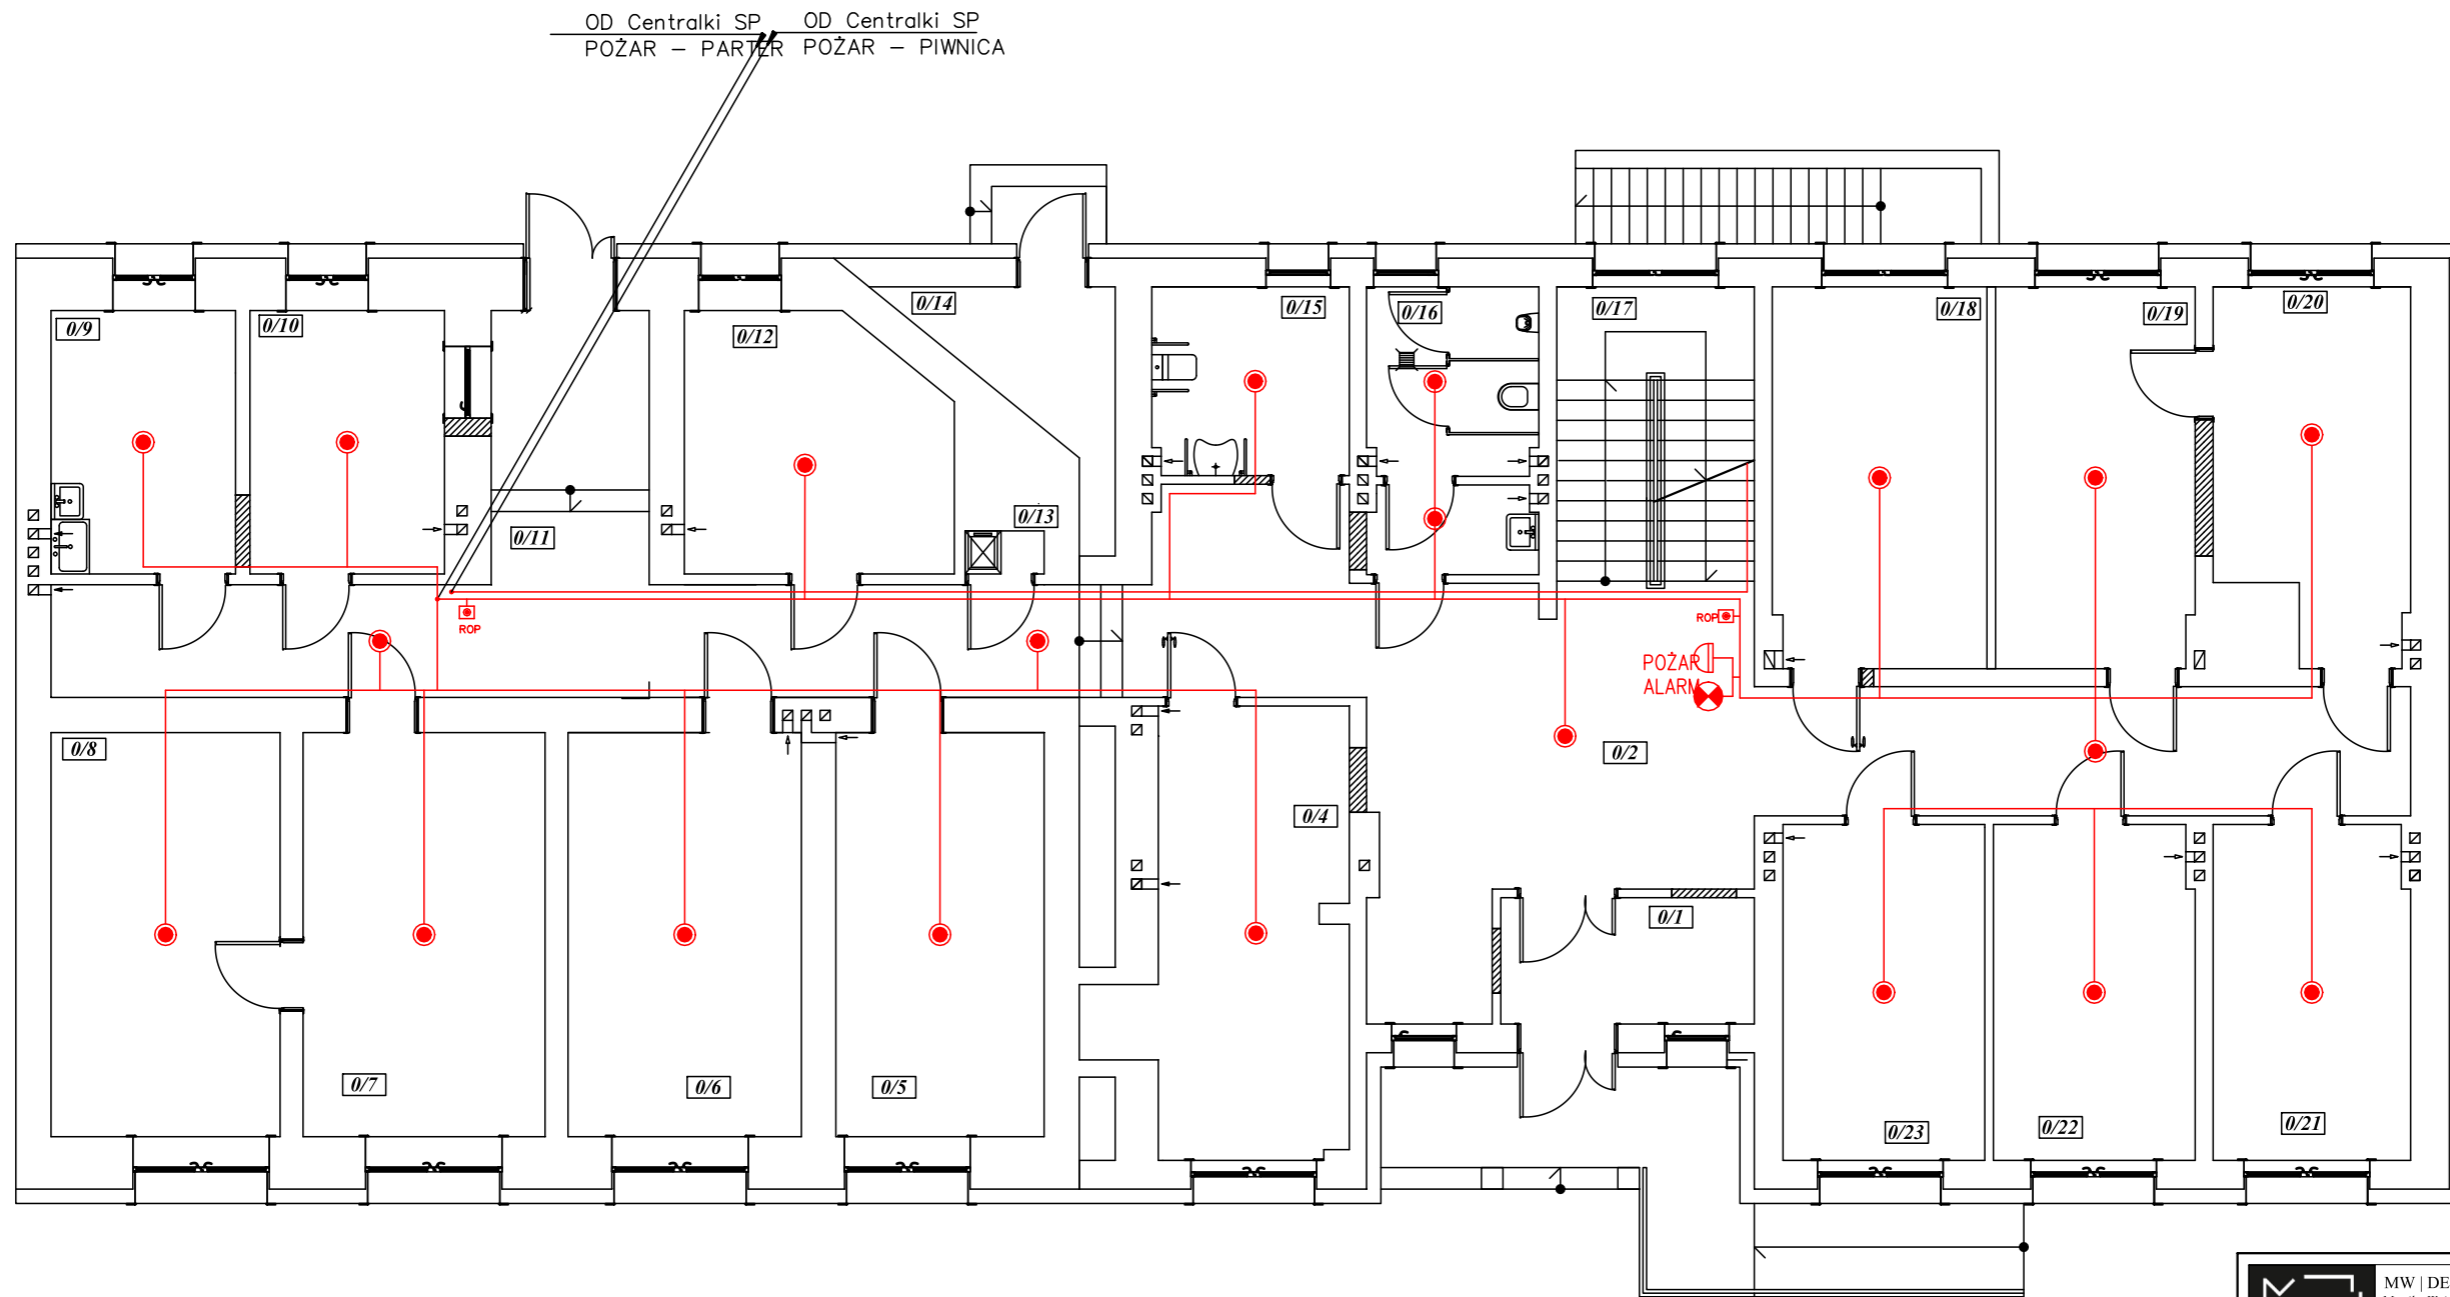 OD Centralki SP
POŻAR – PARTER
OD Centralki SP
POŻAR – PIWNICA
0/9
0/10
0/12
0/14
0/15
0/16
0/17
0/18
0/19
0/20
0/11
0/13
ROP
ROP
POŻAR
ALARM
0/8
0/2
0/4
0/1
0/7
0/6
0/5
0/23
0/22
0/21
MW | DE